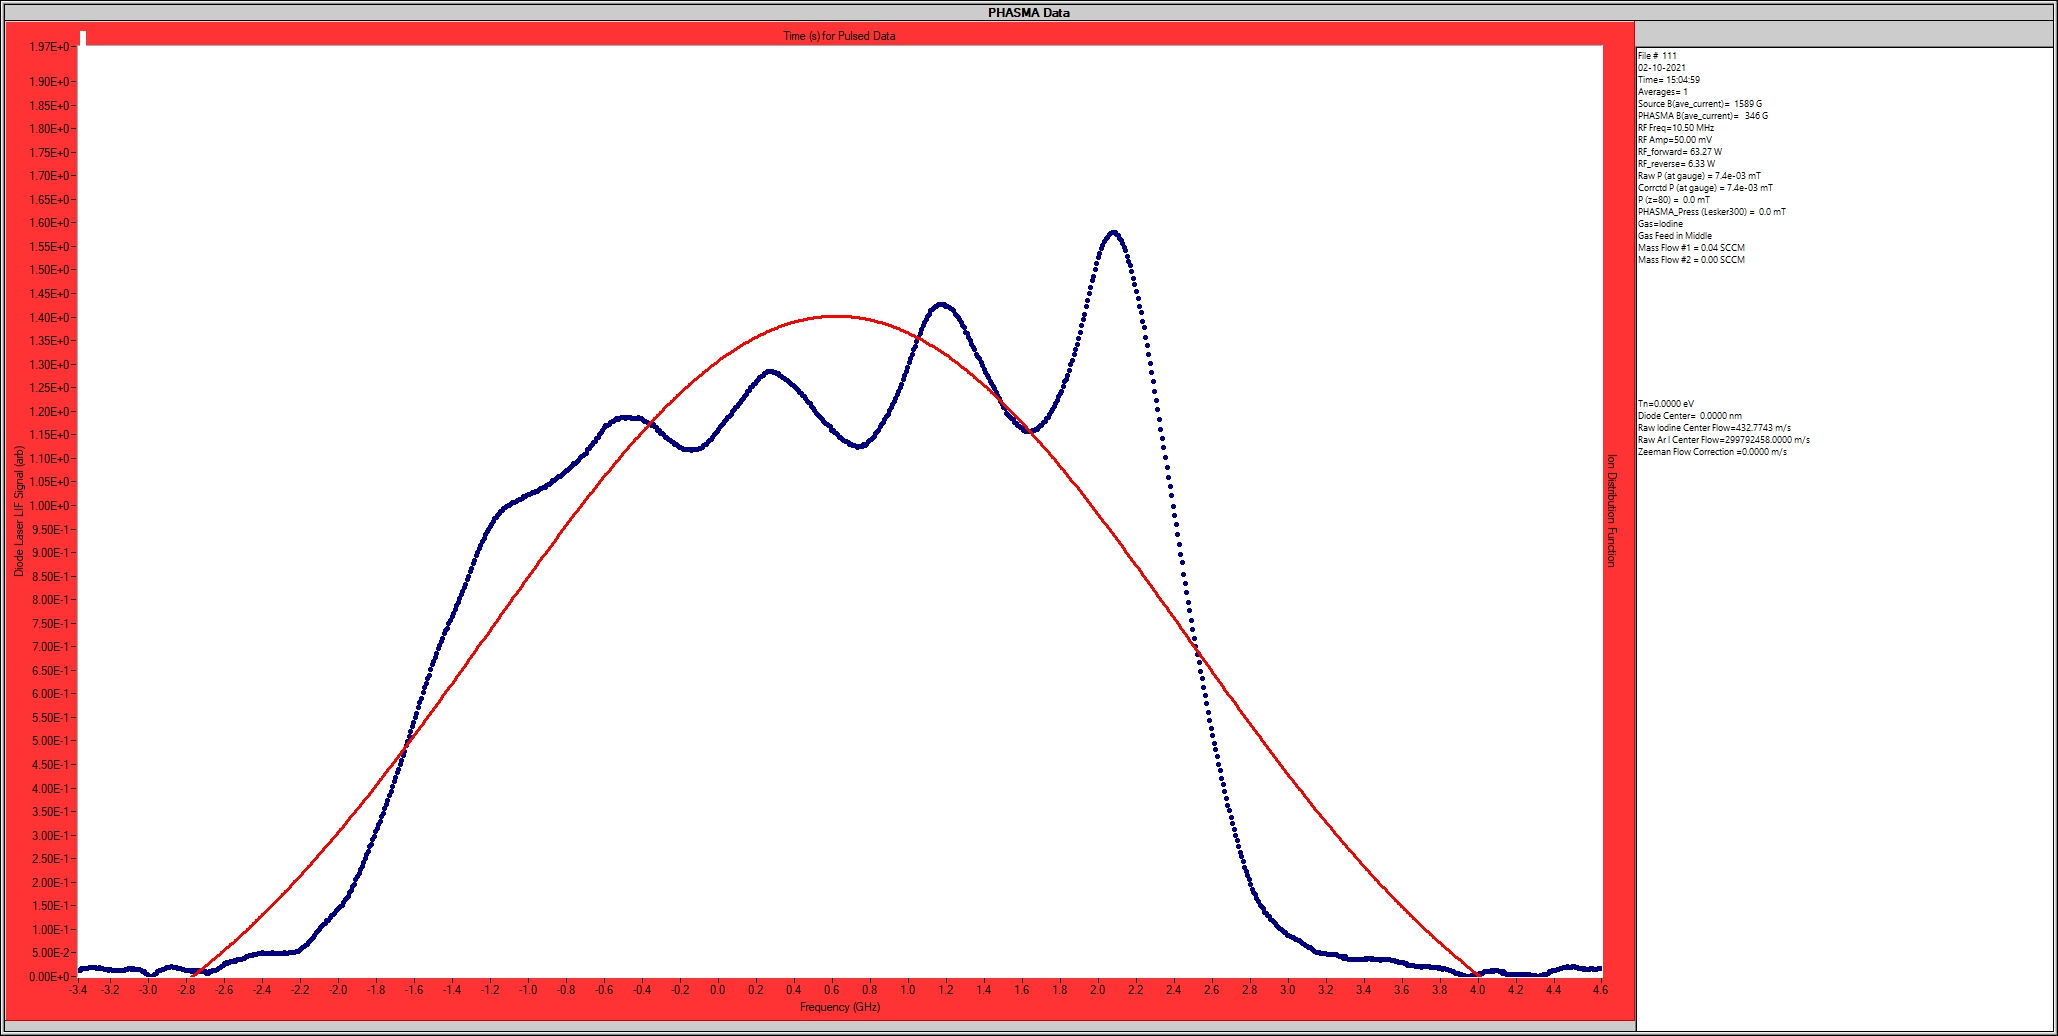 PHASMA Data
Time (s) for Pulsed Data
1.97E+0
1.90E+0
1.85E+0
1.80E+0
1.75E+0
1.70E+0
1.65E+0
1.60E+0
1.55E+0
1.50E+0
1.45E+0
1.40E+0
1.35E+0
1.30E+0
1.25E+0
1.20E+0
1.15E+0
1.10E+0
1.05E+0
1.00E+0
9.50E-1
9.00E-1
8.50E-1
8.00E-1
7.50E-1
7.00E-1
6.50E-1
6.00E-1
5.50E-1
5.00E-1
4.50E-1
4.00E-1
3.50E-1
3.00E-1
2.50E-1
2.00E-1
1.50E-1
1.00E-1
5.00E-2
0.00E+0
Diode Laser LIF Signal (arb)
-3.4 -3.2 -3.0 -2.8 -2.6 -2.4 -2.2 -2.0 -1.8 -1.6 -1.4 -1.2 -1.0 -0.8 -0.6 -0.4 -0.2 0.0 0.2 0.4 0.6 0.8 1.0 1.2 1.4 1.6 1.8 2.0 2.2 2.4 2.6 2.8 3.0 3.2 3.4 3.6 3.8 4.0 4.2 4.4 4.6
Frequency (GHz)
Ion Distribution Function
File # 111
02-10-2021
Time= 15:04:59
Averages= 1
Source B(ave_current)= 1589 G
PHASMA B(ave_current)= 346 G
RF Freq=10.50 MHz
RF Amp=50.00 mV
RF_forward= 63.27 W
RF_reverse= 6.33 W
Raw P (at gauge) = 7.4e-03 mT
Corrctd P (at gauge) = 7.4e-03 mT
P (z=80) = 0.0 mT
PHASMA_Press (Lesker300) = 0.0 mT
Gas=Iodine
Gas Feed in Middle
Mass Flow #1 = 0.04 SCCM
Mass Flow #2 = 0.00 SCCM
Tn=0.0000 eV
Diode Center= 0.0000 nm
Raw Iodine Center Flow=432.7743 m/s
Raw Ar I Center Flow=299792458.0000 m/s
Zeeman Flow Correction =0.0000 m/s